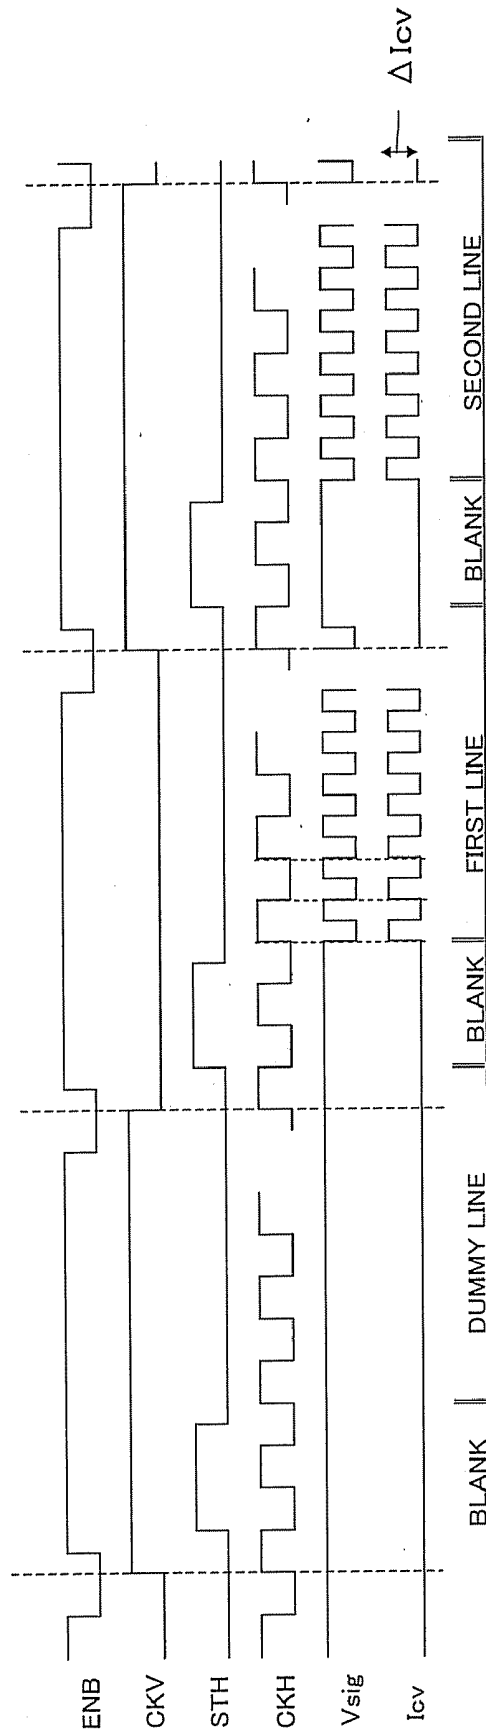 ENB
CKV
STH
CKH
Vsig
Icv
BLANK
DUMMY LINE
BLANK
FIRST LINE
BLANK
SECOND LINE
ΔIcv